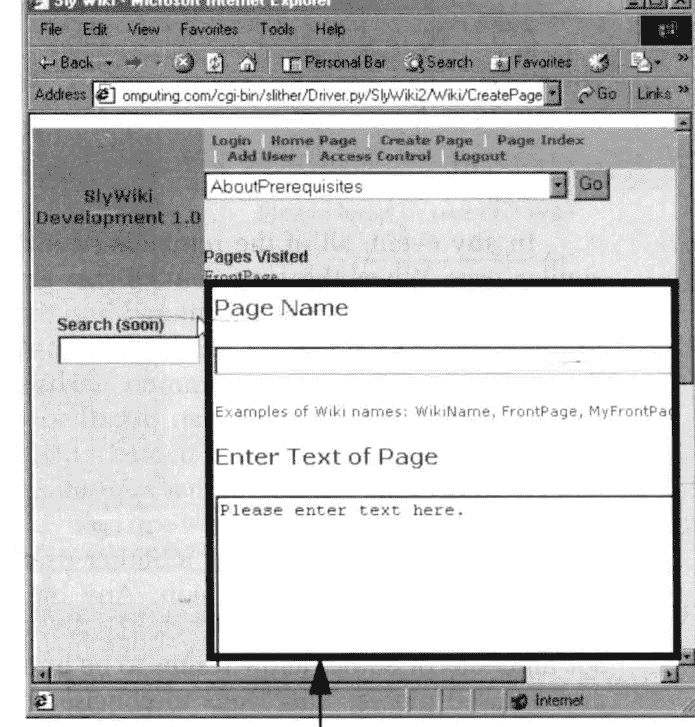 Sly Wiki - Microsoft Internet Explorer
File Edit View Favorites Tools Help
Back Personal Bar Search Favorites »
Address omputing.com/cgi-bin/slither/Driver.py/SlyWiki2/Wiki/CreatePage Go Links »
Login | Home Page | Create Page | Page Index
| Add User | Access Control | Logout
SlyWiki
Development 1.0
AboutPrerequisites Go
Pages Visited
FrontPage
Search (soon)
Page Name
Examples of Wiki names: WikiName, FrontPage, MyFrontPag
Enter Text of Page
Please enter text here.
Internet